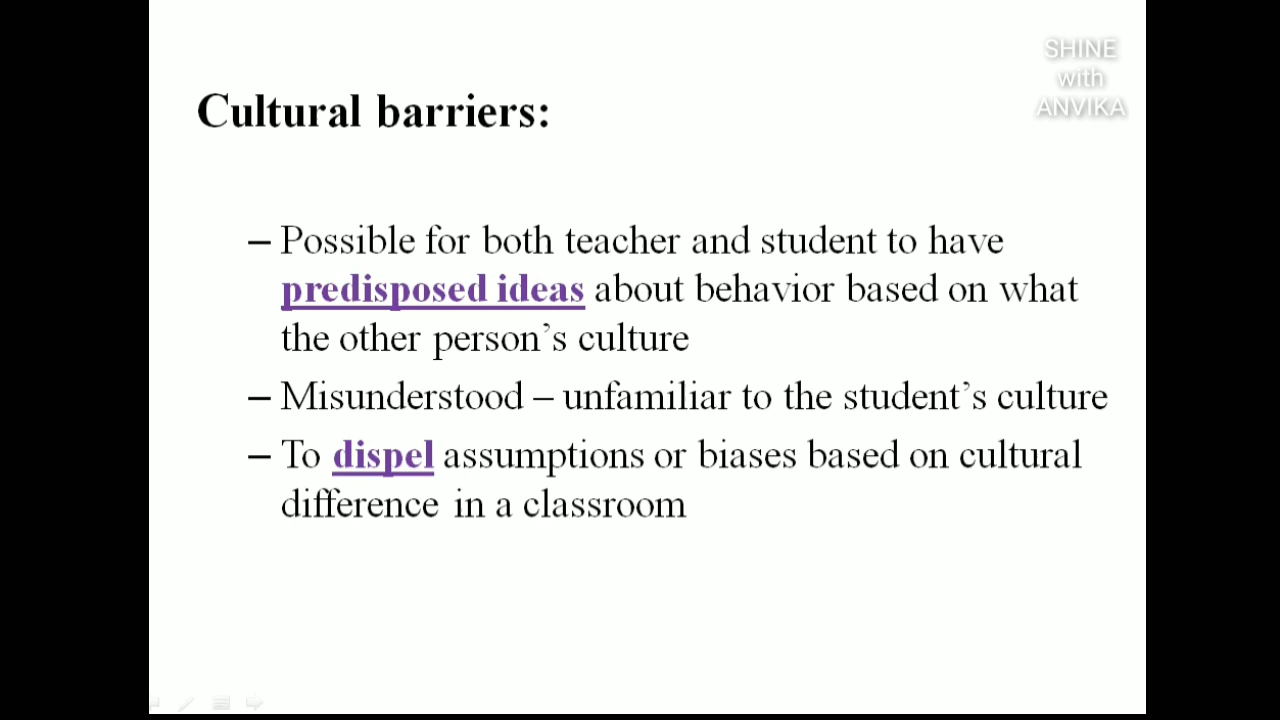 SHINE
with
ANVIKA
Cultural barriers:
– Possible for both teacher and student to have
predisposed ideas about behavior based on what
the other person’s culture
– Misunderstood – unfamiliar to the student’s culture
– To dispel assumptions or biases based on cultural
difference in a classroom